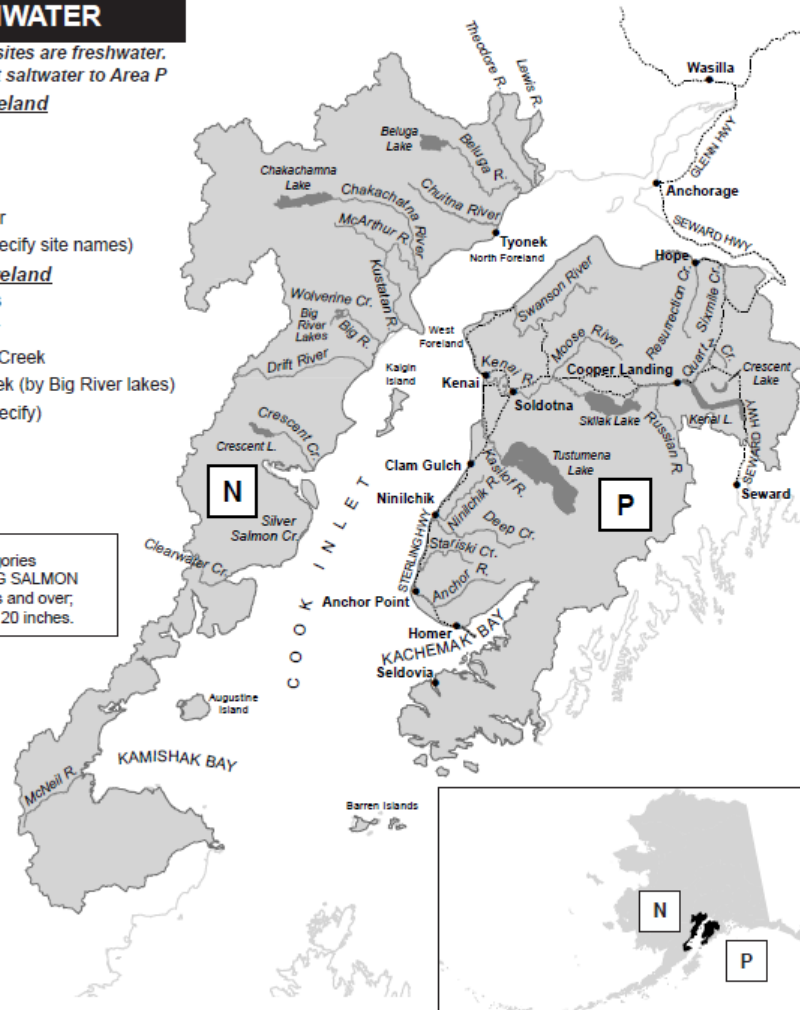 WATER
sites are freshwater.
saltwater to Area P
eland
ecify site names)
reland
Creek
ek (by Big River lakes)
ecify)
gories
G SALMON
s and over;
20 inches.
Theodore R.
Lewis R.
Wasilla
Beluga
Lake
Beluga R.
GLENN HWY
Chakachamna
Lake
Chakachatna River
Chuitna River
Anchorage
McArthur R.
Tyonek
North Foreland
SEWARD HWY
Hope
Kustatan R.
Swanson River
Resurrection Cr.
Sixmile Cr.
Wolverine Cr.
Big
River
Lakes
Big R.
West
Foreland
Moose River
Quartz Cr.
Drift River
Kalgin
Island
Kenai R.
Cooper Landing
Crescent
Lake
Kenai
Soldotna
Skilak Lake
Kenai L.
Crescent Cr.
Crescent L.
Russian R.
SEWARD HWY
Clam Gulch
Kasilof R.
Tustumena
Lake
N
P
Seward
Ninilchik
Ninilchik R.
Silver
Salmon Cr.
Deep Cr.
COOK INLET
STERLING HWY
Stariski Cr.
Clearwater Cr.
Anchor R.
Anchor Point
Homer
KACHEMAK BAY
Seldovia
Augustine
Island
KAMISHAK BAY
McNeil R.
Barren Islands
N
P